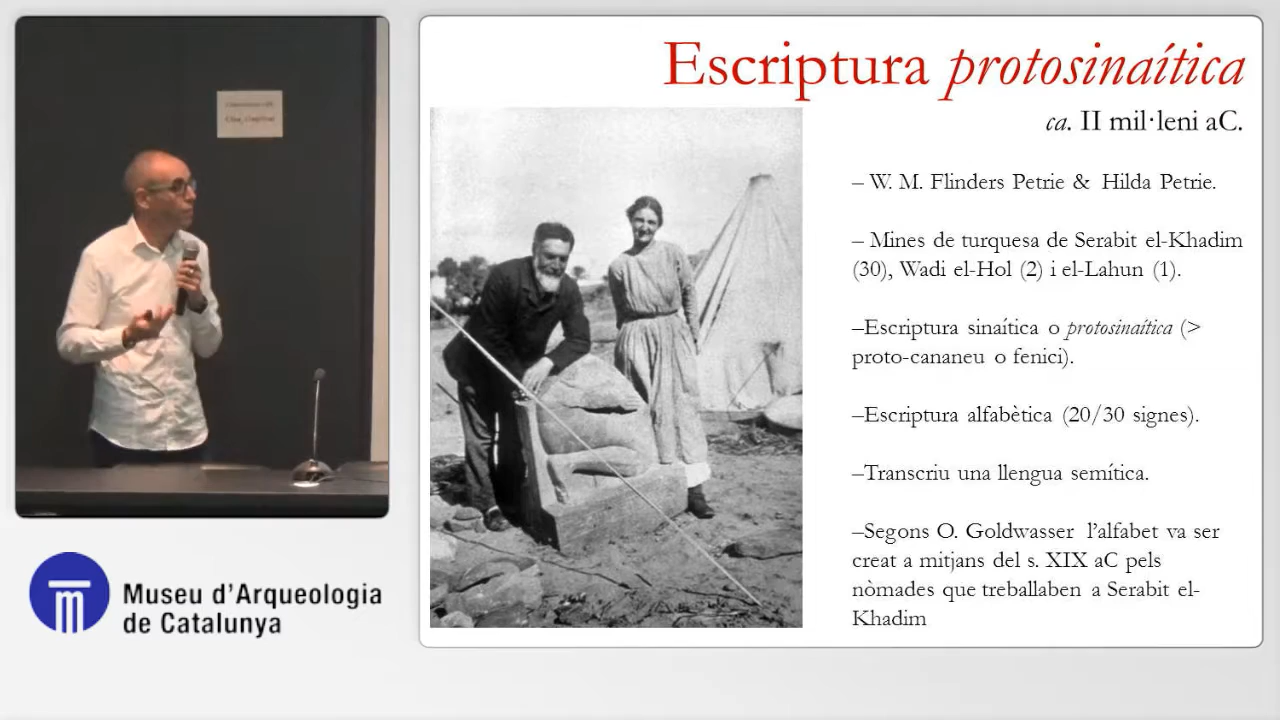 Escriptura protosinaítica
ca. II mil·leni aC.
– W. M. Flinders Petrie & Hilda Petrie.
– Mines de turquesa de Serabit el-Khadim
(30), Wadi el-Hol (2) i el-Lahun (1).
–Escriptura sinaítica o protosinaítica (>
proto-cananeu o fenici).
–Escriptura alfabètica (20/30 signes).
–Transcriu una llengua semítica.
–Segons O. Goldwasser l'alfabet va ser
creat a mitjans del s. XIX aC pels
nòmades que treballaven a Serabit el-
Khadim
Museu d'Arqueologia
de Catalunya